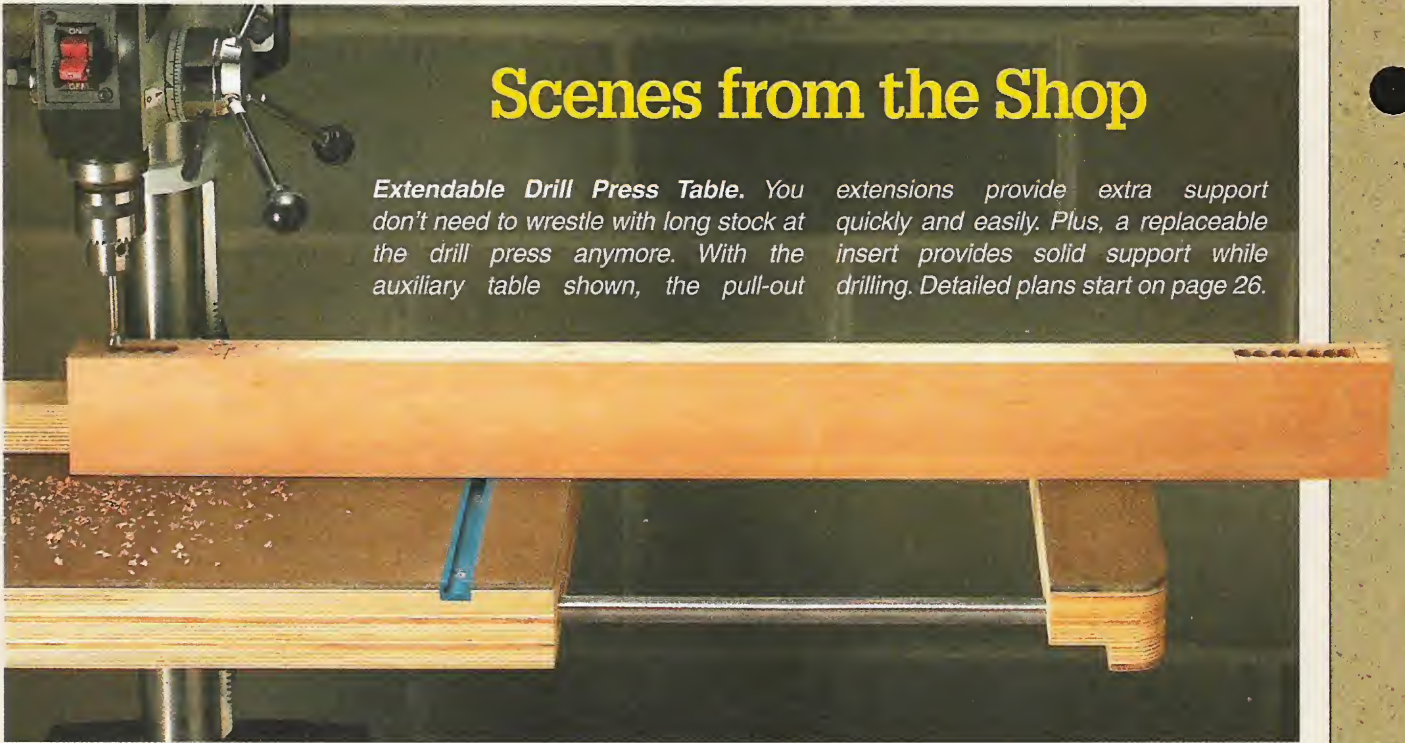 ON
OFF
Scenes from the Shop
Extendable Drill Press Table. You
don't need to wrestle with long stock at
the drill press anymore. With the
auxiliary table shown, the pull-out
extensions provide extra support
quickly and easily. Plus, a replaceable
insert provides solid support while
drilling. Detailed plans start on page 26.